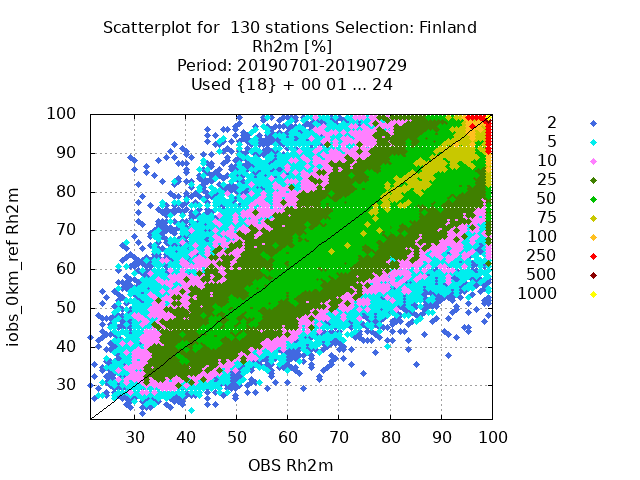 Scatterplot for  130 stations Selection: Finland
Rh2m [%]
Period: 20190701-20190729
Used {18} + 00 01 ... 24
100
90
80
70
60
50
40
30
iobs_0km_ref Rh2m
30 40 50 60 70 80 90 100
OBS Rh2m
2
5
10
25
50
75
100
250
500
1000